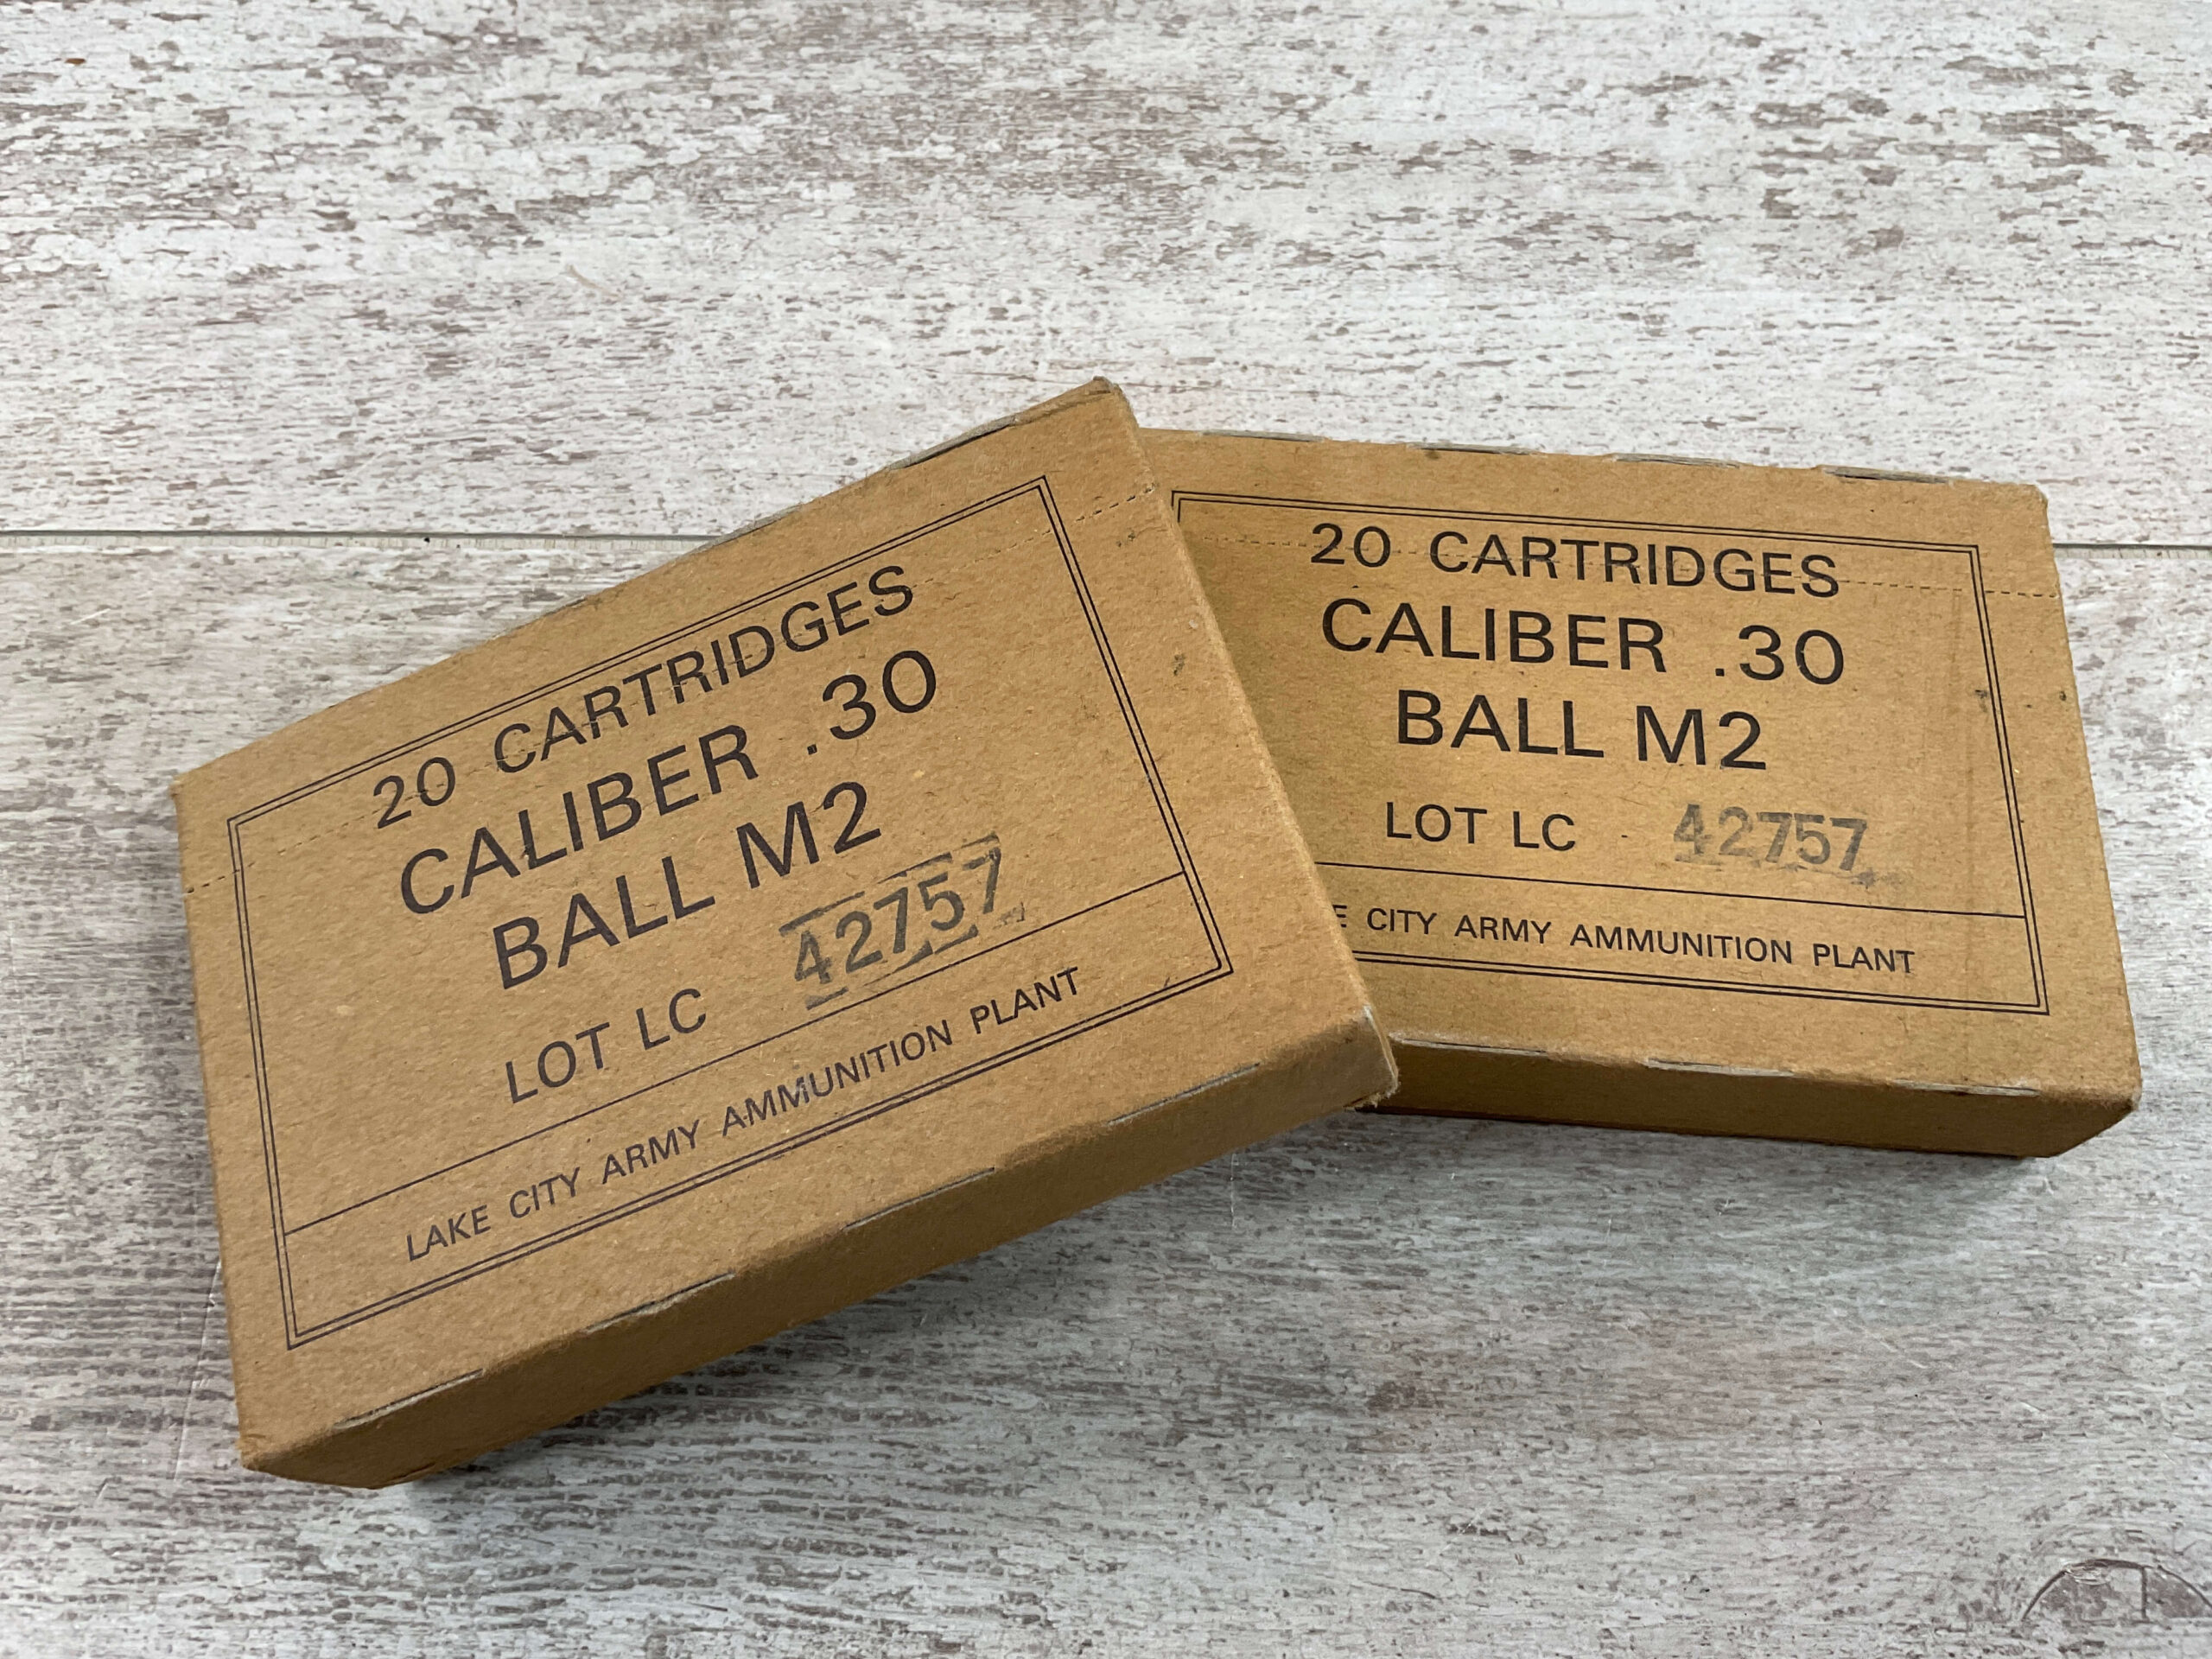 20 CARTRIDGES
CALIBER .30
BALL M2
LOT LC 42757
LAKE CITY ARMY AMMUNITION PLANT
20 CARTRIDGES
CALIBER .30
BALL M2
LOT LC 42757
E CITY ARMY AMMUNITION PLANT